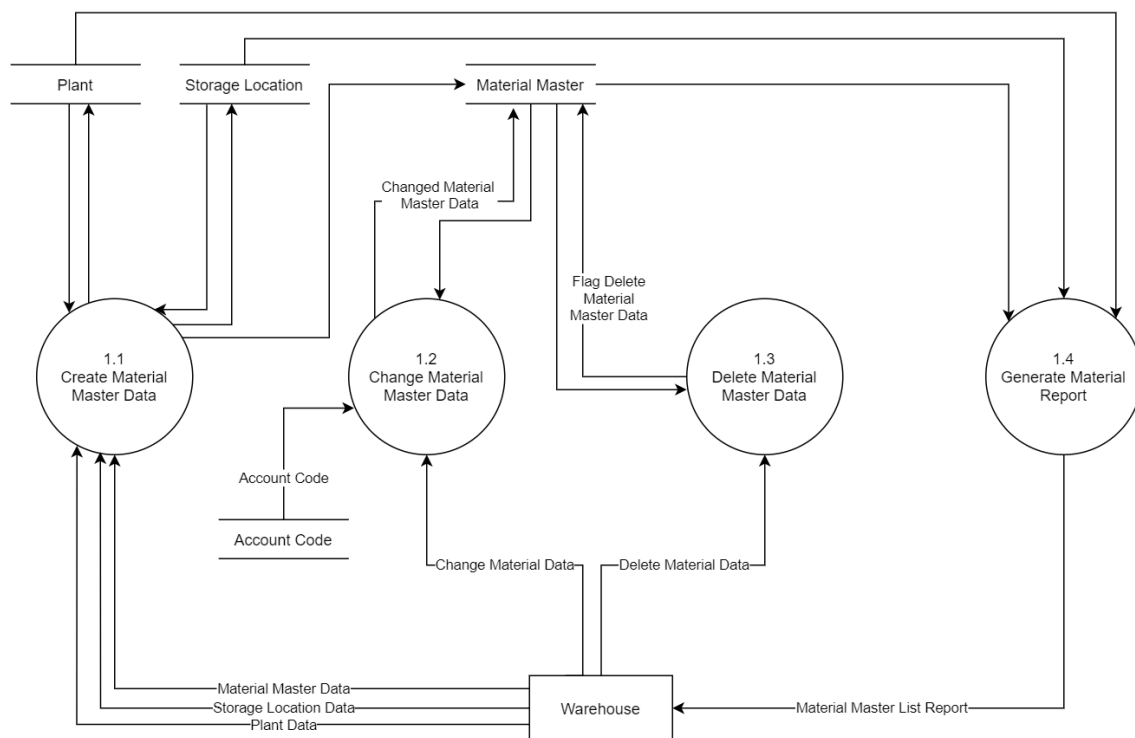 Plant
Storage Location
Material Master
Changed Material
Master Data
Flag Delete
Material
Master Data
1.1
Create Material
Master Data
1.2
Change Material
Master Data
1.3
Delete Material
Master Data
1.4
Generate Material
Report
Account Code
Account Code
Change Material Data
Delete Material Data
Material Master Data
Storage Location Data
Plant Data
Warehouse
Material Master List Report